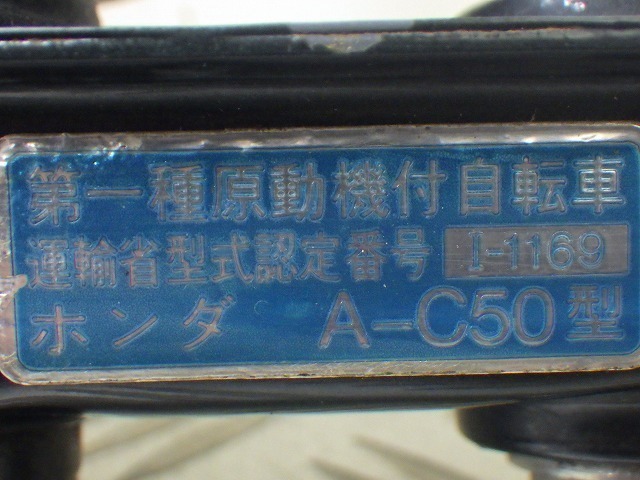 第一種原動機付自転車
運輸省型式認定番号 I-1169
ホンダ A-C50型